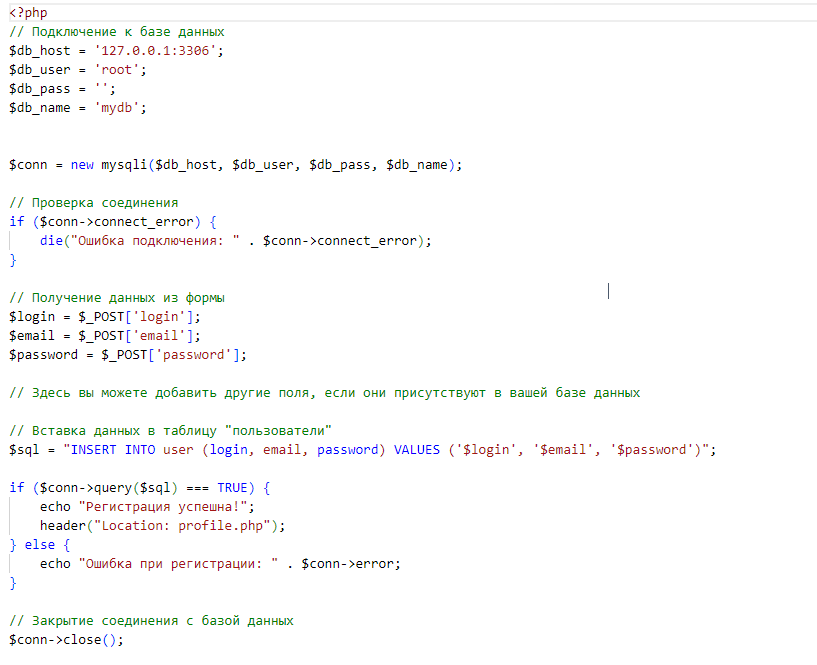 <?php
// Подключение к базе данных
$db_host = '127.0.0.1:3306';
$db_user = 'root';
$db_pass = '';
$db_name = 'mydb';
$conn = new mysqli($db_host, $db_user, $db_pass, $db_name);
// Проверка соединения
if ($conn->connect_error) {
    die("Ошибка подключения: " . $conn->connect_error);
}
// Получение данных из формы
$login = $_POST['login'];
$email = $_POST['email'];
$password = $_POST['password'];
// Здесь вы можете добавить другие поля, если они присутствуют в вашей базе данных
// Вставка данных в таблицу "пользователи"
$sql = "INSERT INTO user (login, email, password) VALUES ('$login', '$email', '$password')";
if ($conn->query($sql) === TRUE) {
    echo "Регистрация успешна!";
    header("Location: profile.php");
} else {
    echo "Ошибка при регистрации: " . $conn->error;
}
// Закрытие соединения с базой данных
$conn->close();